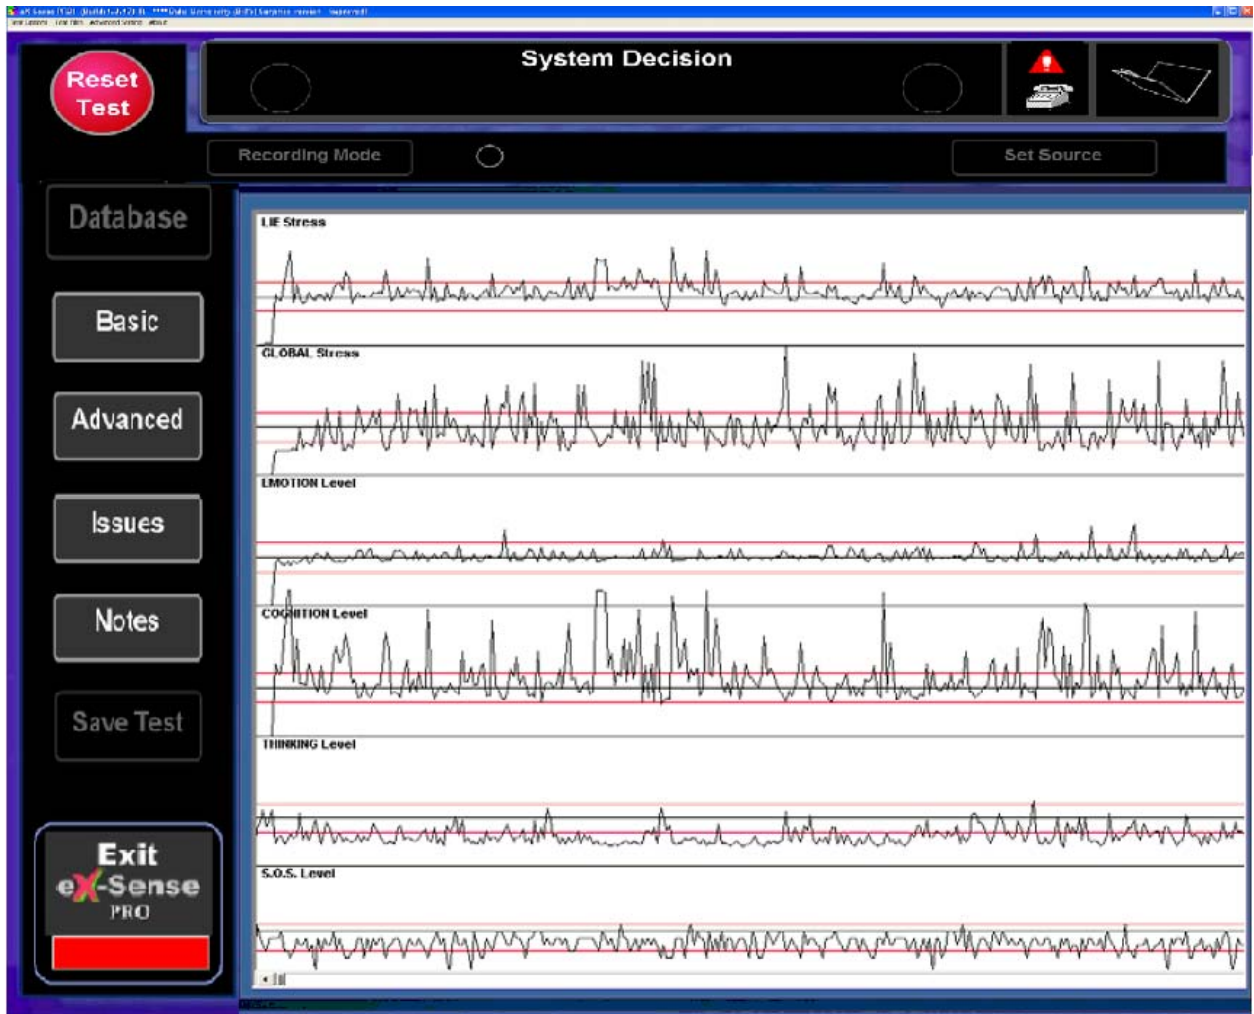 System Decision
Reset
Test
Recording Mode
Set Source
Database
Basic
Advanced
Issues
Notes
Save Test
Exit
eX-Sense
PRO
LIE Stress
GLOBAL Stress
EMOTION Level
COGNITION Level
THINKING Level
S.O.S. Level